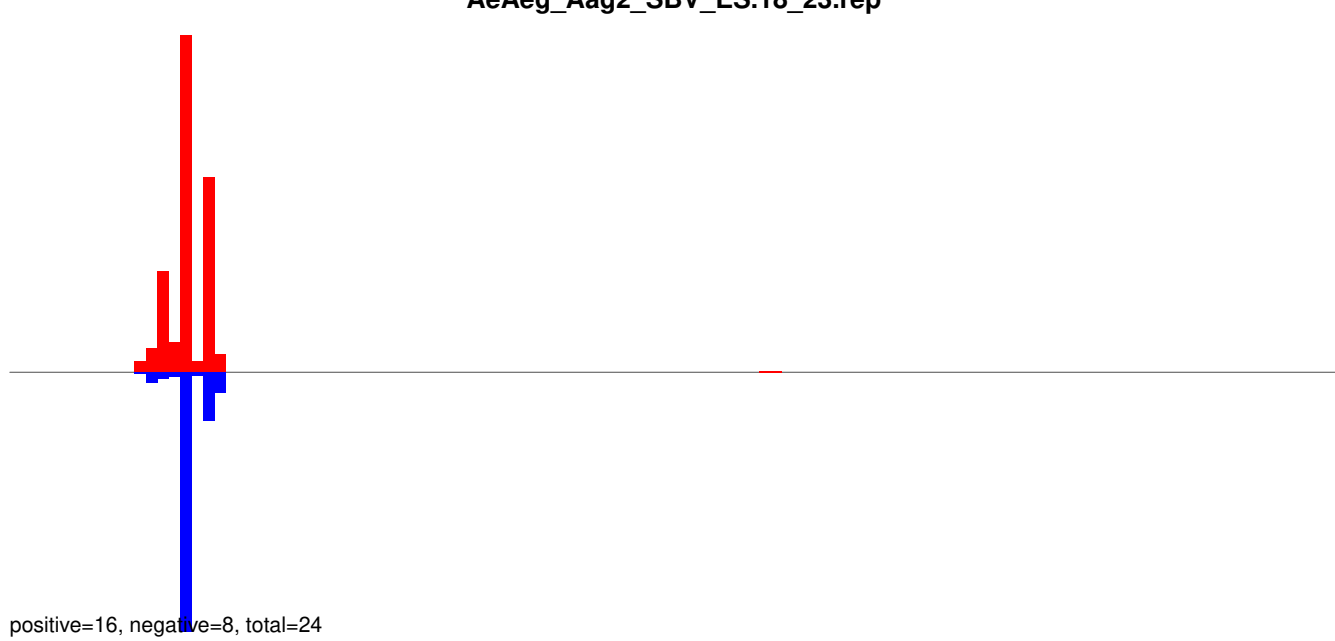 AeAeg_Aag2_SBV_LS.18_23.rep
positive=16, negative=8, total=24